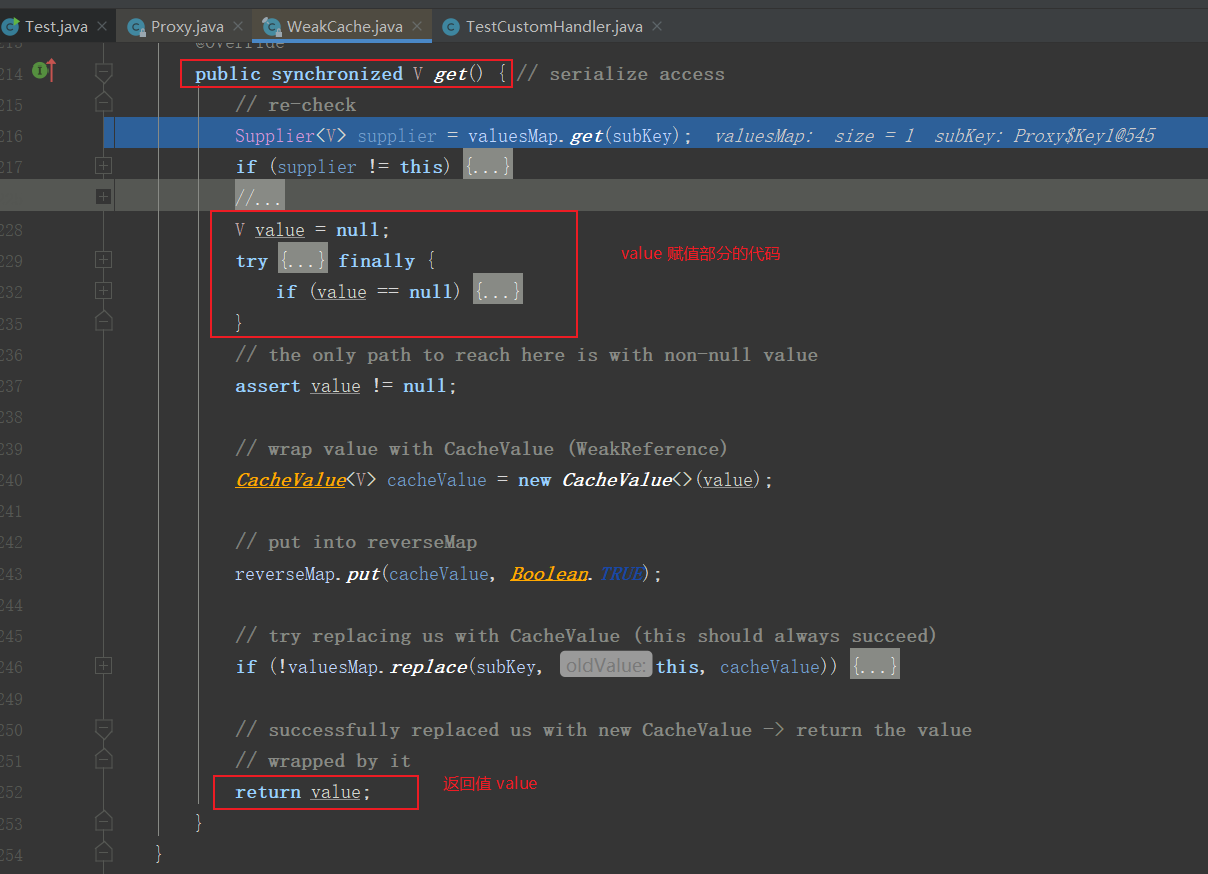 Test.java × Proxy.java × WeakCache.java × TestCustomHandler.java ×
213 @Override
214 public synchronized V get() { // serialize access
215 // re-check
216 Supplier<V> supplier = valuesMap.get(subKey); valuesMap: size = 1 subKey: Proxy$Key1@545
217 if (supplier != this) {...}
//...
228 V value = null;
value 赋值部分的代码
229 try {...} finally {
232 if (value == null) {...}
235 }
236 // the only path to reach here is with non-null value
237 assert value != null;
238
239 // wrap value with CacheValue (WeakReference)
240 CacheValue<V> cacheValue = new CacheValue<>(value);
241
242 // put into reverseMap
243 reverseMap.put(cacheValue, Boolean.TRUE);
244
245 // try replacing us with CacheValue (this should always succeed)
246 if (!valuesMap.replace(subKey, oldValue: this, cacheValue)) {...}
249
250 // successfully replaced us with new CacheValue -> return the value
251 // wrapped by it
252 return value; 返回值 value
253 }
254 }